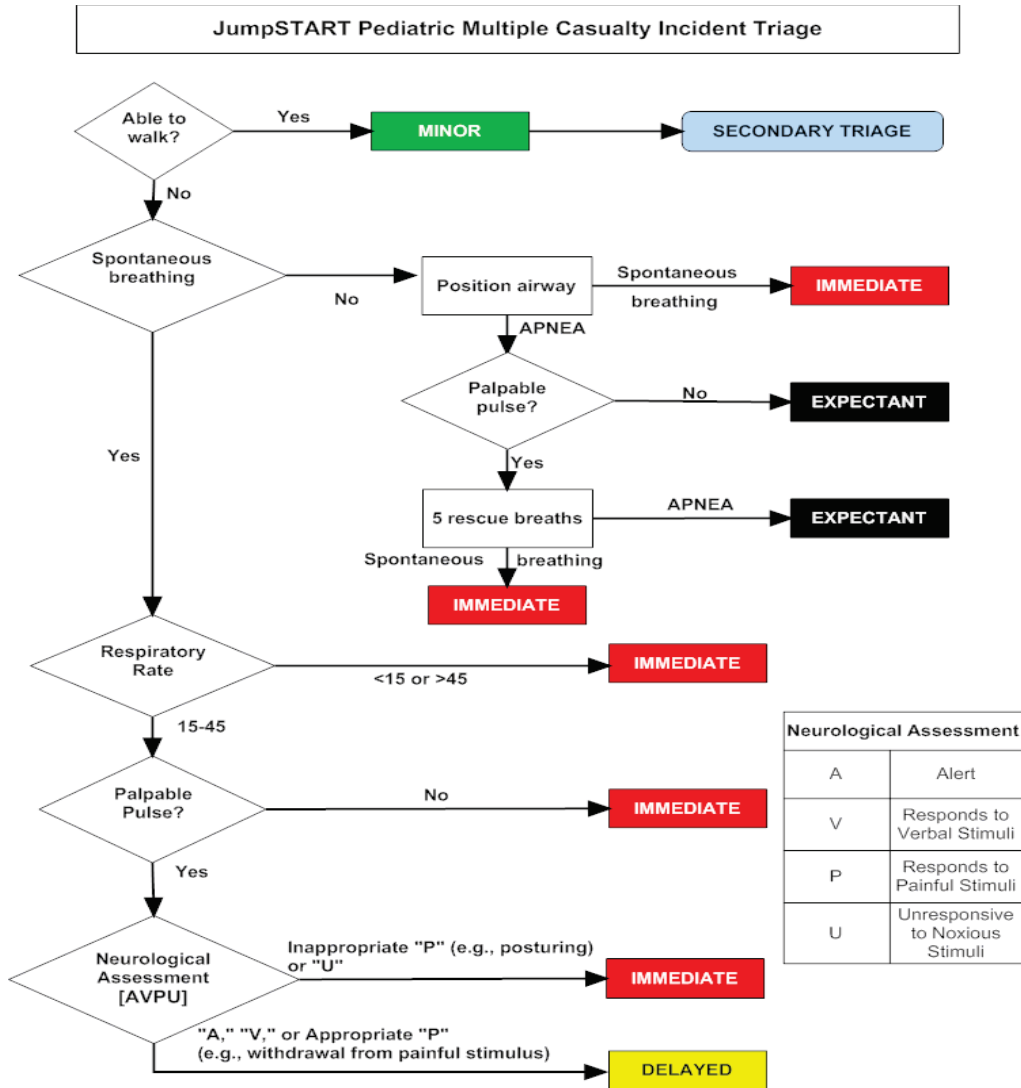 JumpSTART Pediatric Multiple Casualty Incident Triage
Able to
walk?
Yes
MINOR
SECONDARY TRIAGE
No
Spontaneous
breathing
No
Position airway
Spontaneous
breathing
IMMEDIATE
APNEA
Palpable
pulse?
No
EXPECTANT
Yes
Yes
5 rescue breaths
APNEA
EXPECTANT
Spontaneous
breathing
IMMEDIATE
Respiratory
Rate
<15 or >45
IMMEDIATE
15-45
Palpable
Pulse?
No
IMMEDIATE
Yes
Neurological
Assessment
[AVPU]
Inappropriate "P" (e.g., posturing)
or "U"
IMMEDIATE
"A," "V," or Appropriate "P"
(e.g., withdrawal from painful stimulus)
DELAYED
Neurological Assessment
A
Alert
V
Responds to
Verbal Stimuli
P
Responds to
Painful Stimuli
U
Unresponsive
to Noxious
Stimuli